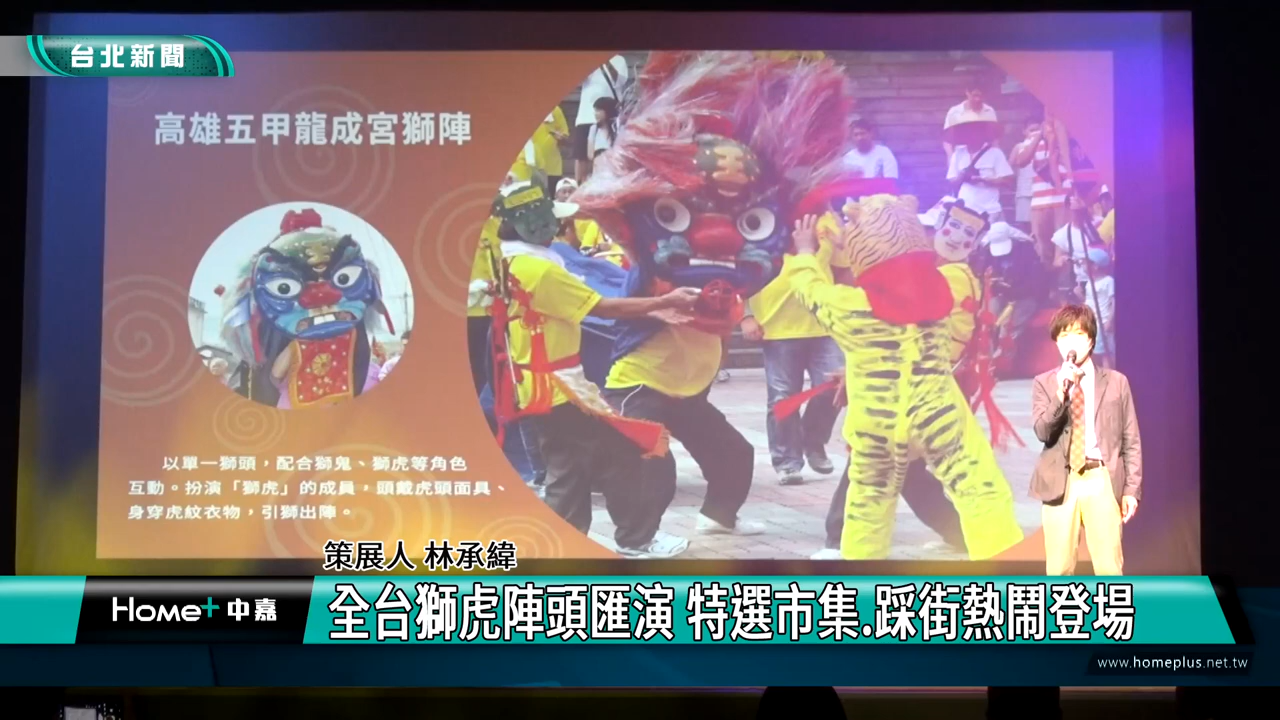 台北新聞
高雄五甲龍成宮獅陣
以單一獅頭，配合獅鬼、獅虎等角色
互動。扮演「獅虎」的成員，頭戴虎頭面具、
身穿虎紋衣物，引獅出陣。
策展人 林承緯
Home+中嘉
全台獅虎陣頭匯演 特選市集.踩街熱鬧登場
www.homeplus.net.tw